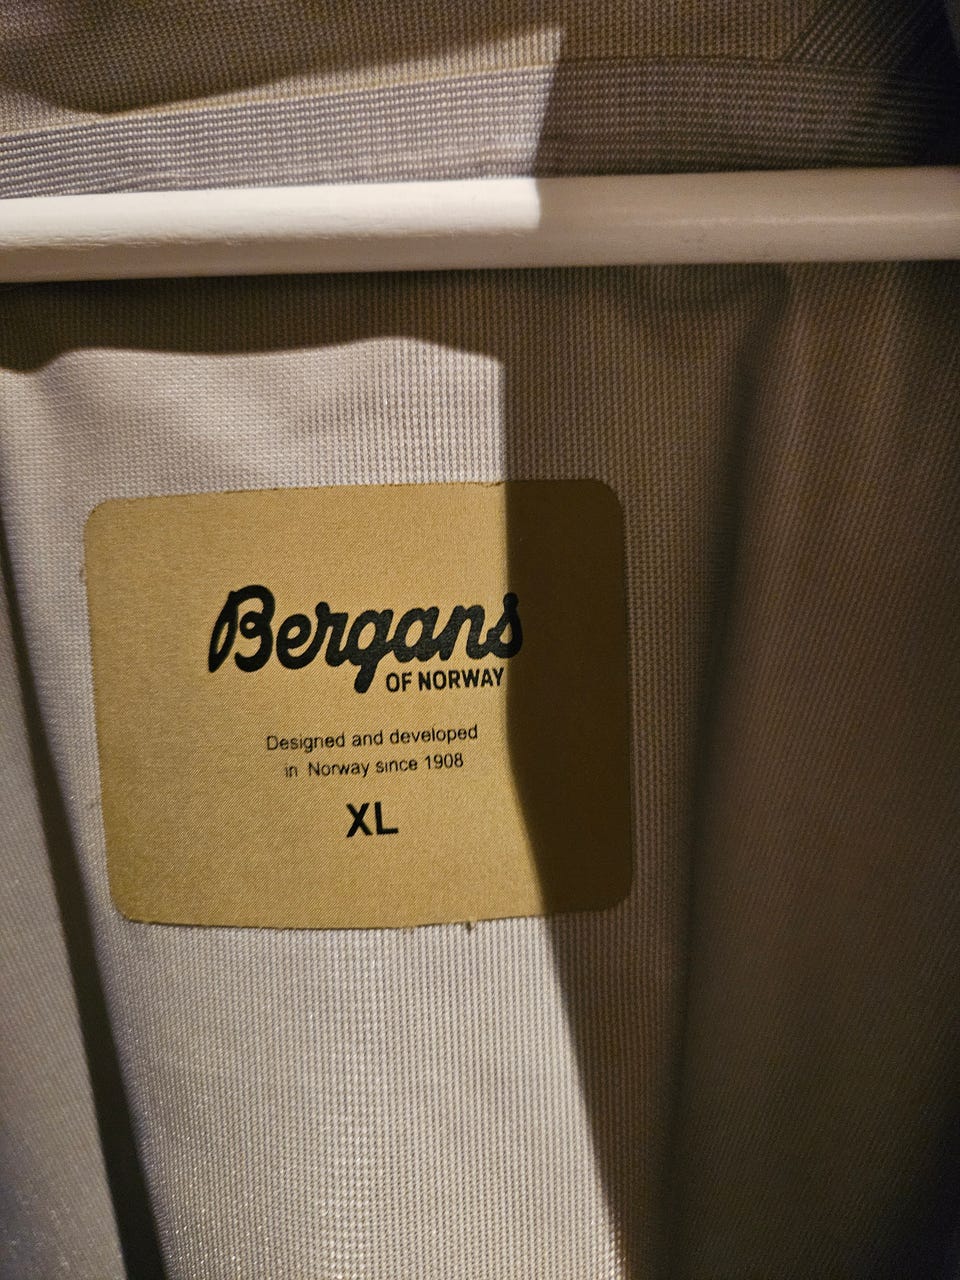 Bergans
OF NORWAY
Designed and developed
in Norway since 1908
XL